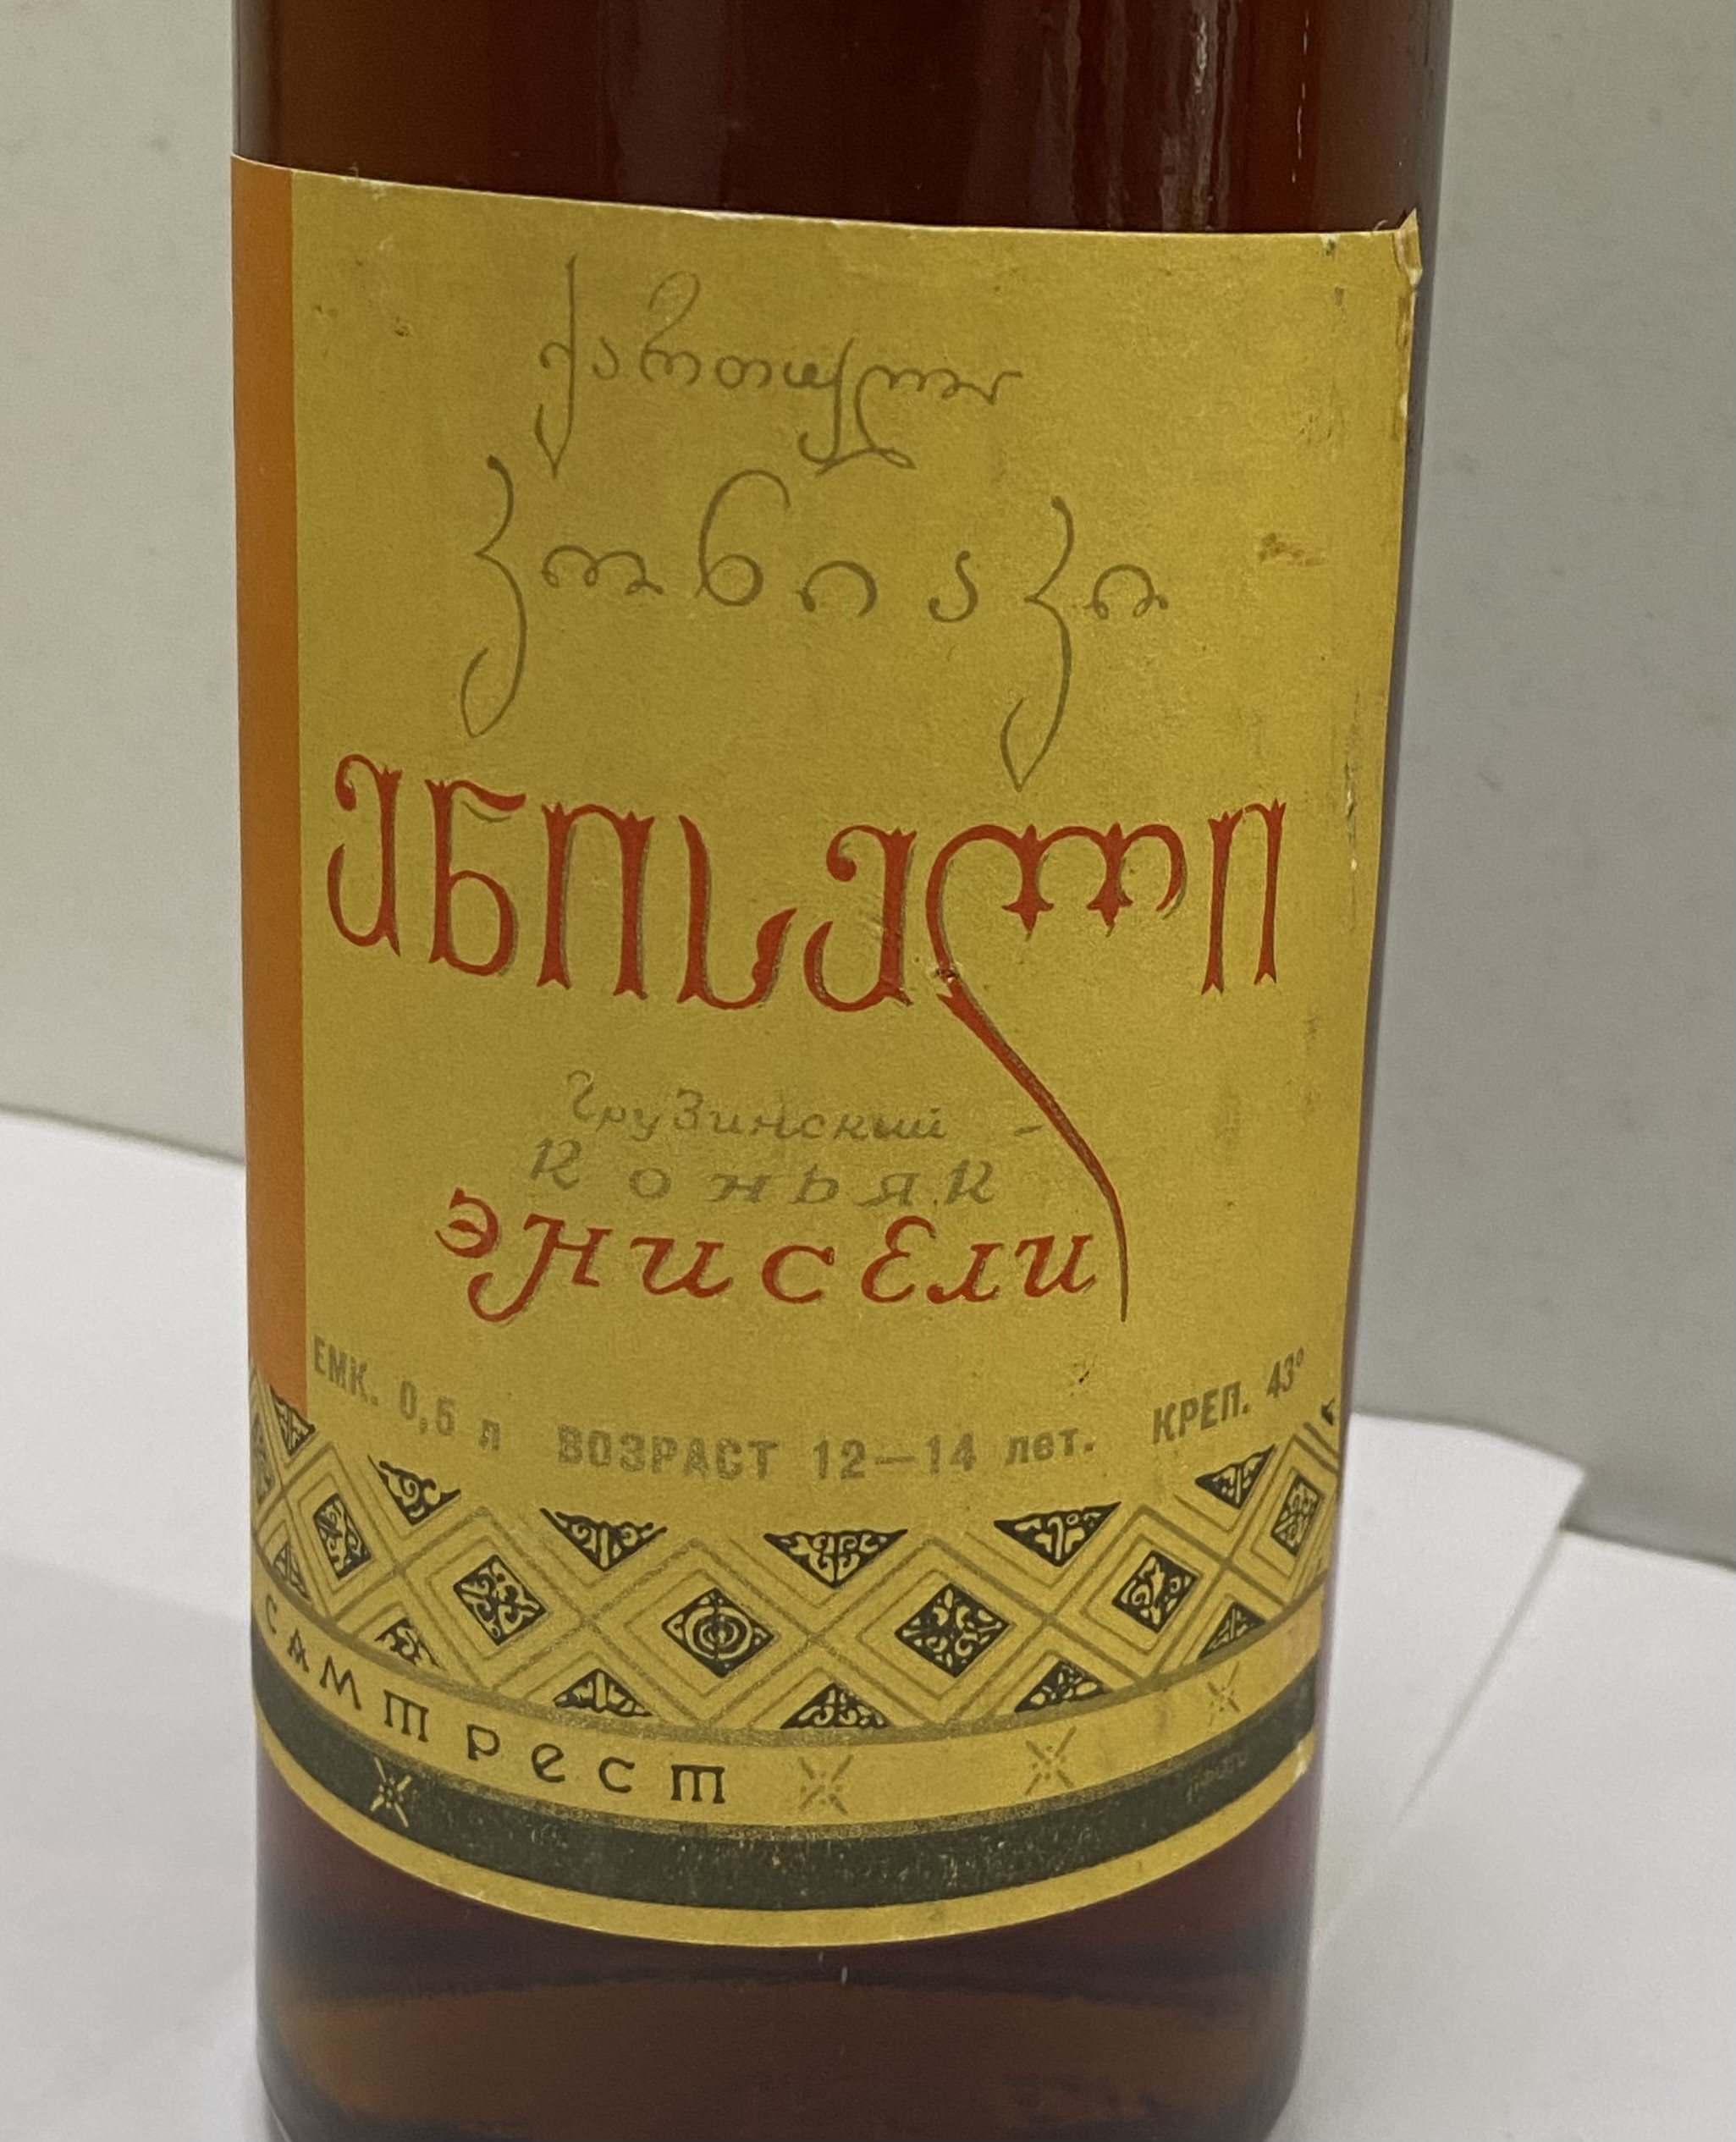 ქართული
კონიაკი
ენისელი
Грузинский
коньяк
Энисели
ЕМК. 0,5 л ВОЗРАСТ 12—14 лет. КРЕП. 43°
самтрест